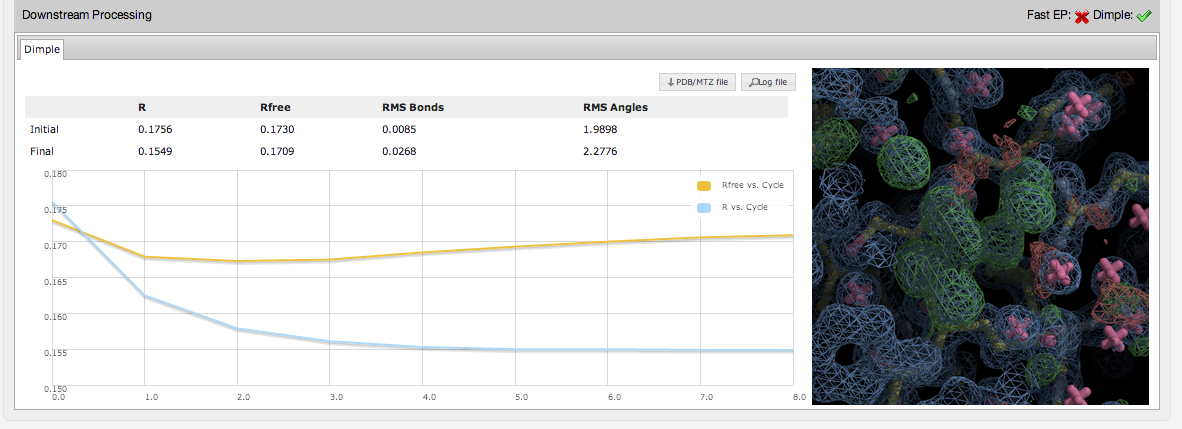 Downstream Processing
Fast EP: Dimple:
Dimple
PDB/MTZ file Log file
R Rfree RMS Bonds RMS Angles
Initial 0.1756 0.1730 0.0085 1.9898
Final 0.1549 0.1709 0.0268 2.2776
0.180
Rfree vs. Cycle
0.175
R vs. Cycle
0.170
0.165
0.160
0.155
0.150
0.0 1.0 2.0 3.0 4.0 5.0 6.0 7.0 8.0